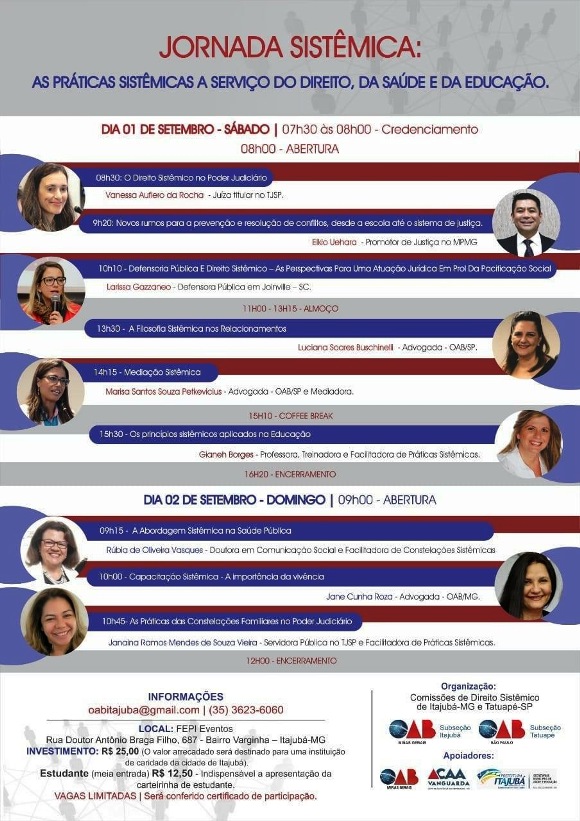 JORNADA SISTÊMICA:
AS PRÁTICAS SISTÊMICAS A SERVIÇO DO DIREITO, DA SAÚDE E DA EDUCAÇÃO.
DIA 01 DE SETEMBRO - SÁBADO | 07h30 às 08h00 - Credenciamento
08h00 - ABERTURA
08h30: O Direito Sistêmico no Poder Judiciário
Vanessa Aufiero da Rocha - Juíza titular no TJSP.
9h20: Novos rumos para a prevenção e resolução de conflitos, desde a escola até o sistema de justiça.
Elkio Uehara - Promotor de Justiça no MPMG
10h10 - Defensoria Pública E Direito Sistêmico – As Perspectivas Para Uma Atuação Jurídica Em Prol Da Pacificação Social
Larissa Gazzaneo - Defensora Pública em Joinville – SC.
11H00 - 13H15 - ALMOÇO
13h30 - A Filosofia Sistêmica nos Relacionamentos
Luciana Soares Buschinelli - Advogada - OAB/SP.
14h15 - Mediação Sistêmica
Marisa Santos Souza Petkevicius - Advogada - OAB/SP e Mediadora.
15H10 - COFFEE BREAK
15h30 - Os princípios sistêmicos aplicados na Educação
Gianeh Borges - Professora, Treinadora e Facilitadora de Práticas Sistêmicas.
16H20 - ENCERRAMENTO
DIA 02 DE SETEMBRO - DOMINGO | 09h00 - ABERTURA
09h15 - A Abordagem Sistêmica na Saúde Pública
Rúbia de Oliveira Vasques - Doutora em Comunicação Social e Facilitadora de Constelações Sistêmicas
10h00 - Capacitação Sistêmica - A importância da vivência
Jane Cunha Roza - Advogada - OAB/MG.
10h45- As Práticas das Constelações Familiares no Poder Judiciário
Janaina Ramos Mendes de Souza Vieira - Servidora Pública no TJSP e Facilitadora de Práticas Sistêmicas.
12H00 - ENCERRAMENTO
INFORMAÇÕES
oabitajuba@gmail.com | (35) 3623-6060
LOCAL: FEPI Eventos
Rua Doutor Antônio Braga Filho, 687 - Bairro Varginha – Itajubá-MG
INVESTIMENTO: R$ 25,00 (O valor arrecadado será destinado para uma instituição
de caridade da cidade de Itajubá).
Estudante (meia entrada) R$ 12,50 - Indispensável a apresentação da
carteirinha de estudante.
VAGAS LIMITADAS | Será conferido certificado de participação.
Organização:
Comissões de Direito Sistêmico
de Itajubá-MG e Tatuapé-SP
OAB Subseção Itajubá
MINAS GERAIS
OAB Subseção Tatuapé
SÃO PAULO
Apoiadores:
OAB
MINAS GERAIS
ACAA
VANGUARDA
PREFEITURA
ITAJUBÁ